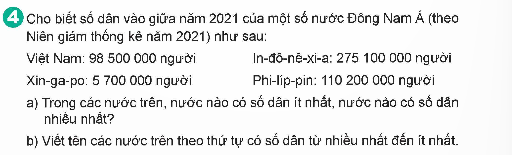 4 Cho biết số dân vào giữa năm 2021 của một số nước Đông Nam Á (theo
Niên giám thống kê năm 2021) như sau:
Việt Nam: 98 500 000 người In-đô-nê-xi-a: 275 100 000 người
Xin-ga-po: 5 700 000 người Phi-líp-pin: 110 200 000 người
a) Trong các nước trên, nước nào có số dân ít nhất, nước nào có số dân
nhiều nhất?
b) Viết tên các nước trên theo thứ tự có số dân từ nhiều nhất đến ít nhất.